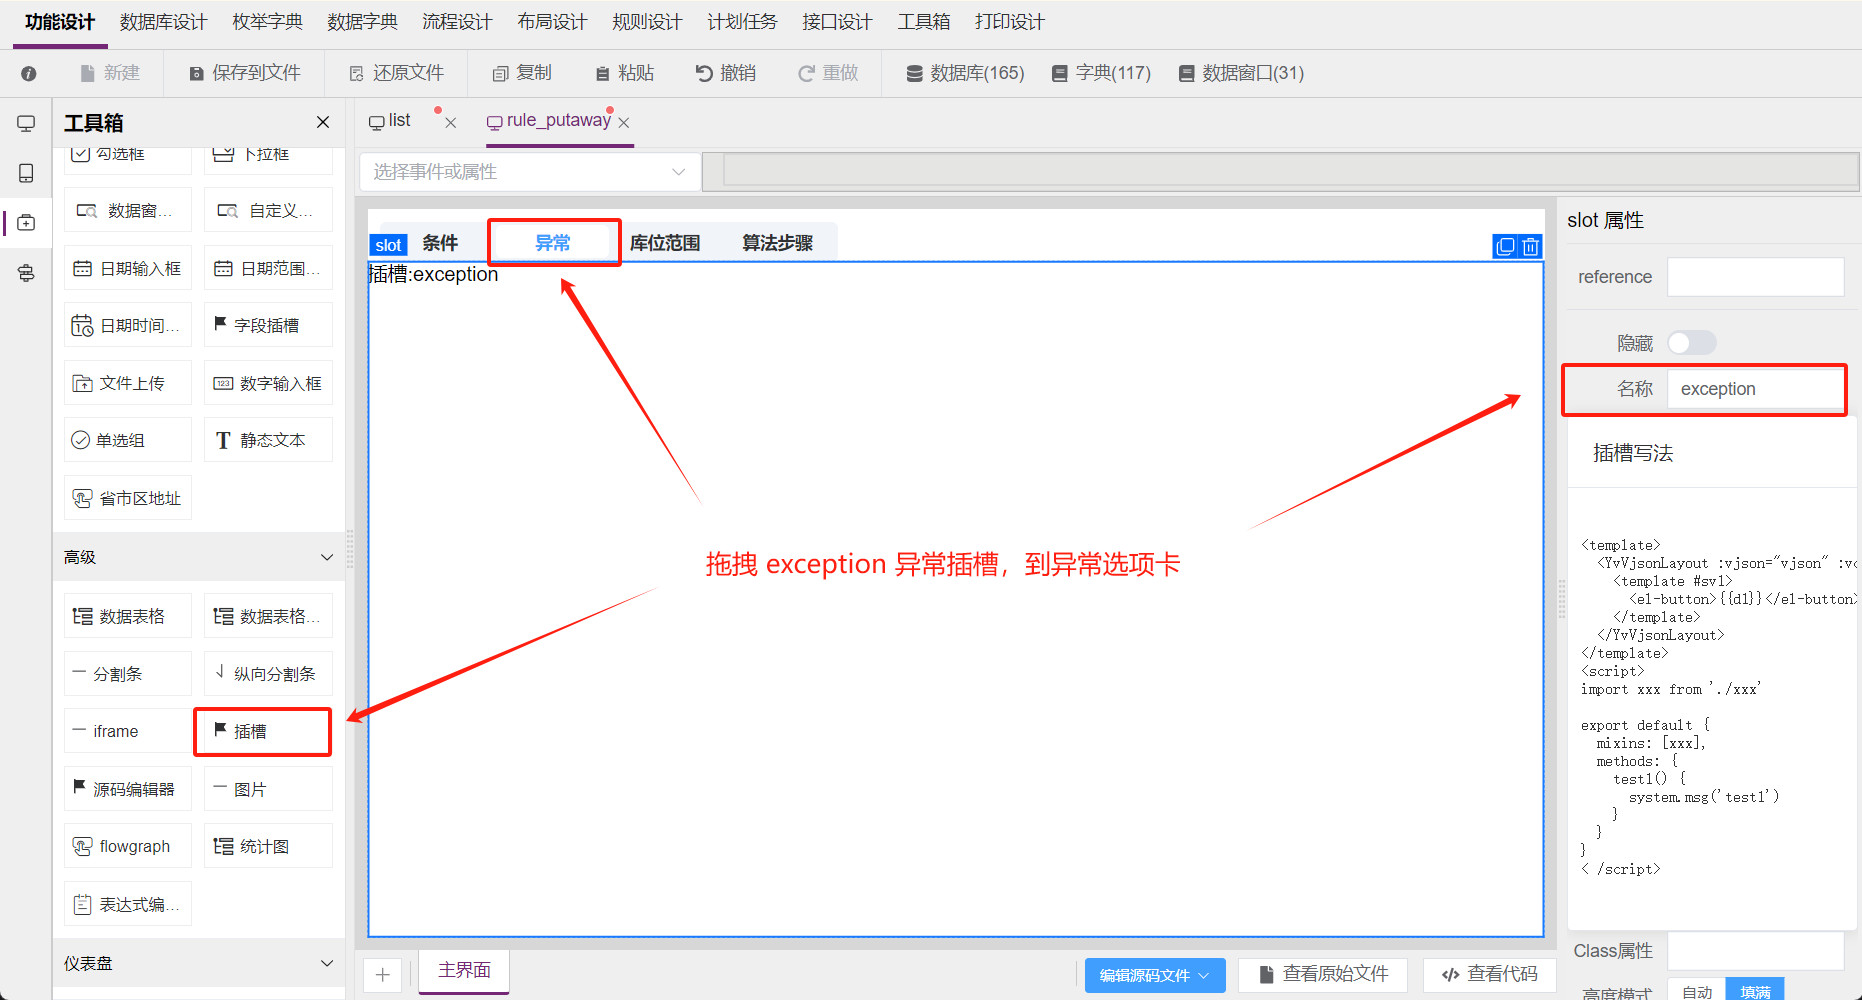 功能设计 数据库设计 枚举字典 数据字典 流程设计 布局设计 规则设计 计划任务 接口设计 工具箱 打印设计
新建 保存到文件 还原文件 复制 粘贴 撤销 重做 数据库(165) 字典(117) 数据窗口(31)
工具箱
list rule_putaway
勾选框 下拉框
选择事件或属性
数据窗... 自定义...
日期输入框 日期范围...
日期时间... 字段插槽
文件上传 数字输入框
单选组 静态文本
省市区地址
高级
数据表格 数据表格...
分割条 纵向分割条
iframe 插槽
源码编辑器 图片
flowgraph 统计图
表达式编...
仪表盘
slot 条件 异常 库位范围 算法步骤
插槽:exception
拖拽 exception 异常插槽，到异常选项卡
主界面
编辑源码文件 查看原始文件 查看代码
slot 属性
reference
隐藏
名称 exception
插槽写法
<template>
<YvVjsonLayout :vjson="vjson" :vc
<template #sv1>
<el-button>{{d1}}</el-button>
</template>
</YvVjsonLayout>
</template>
<script>
import xxx from './xxx'
export default {
mixins: [xxx],
methods: {
test1() {
system.msg('test1')
}
}
}
< /script>
Class属性
高度模式 自动 填满